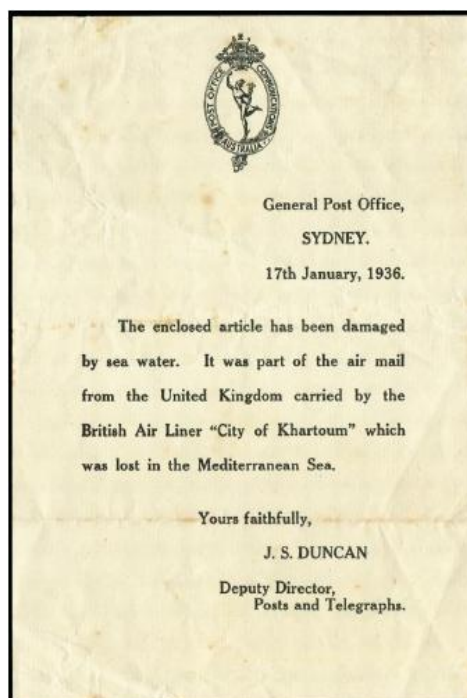 POST OFFICE COMMUNICATIONS
AUSTRALIA
General Post Office,
SYDNEY.
17th January, 1936.
The enclosed article has been damaged
by sea water. It was part of the air mail
from the United Kingdom carried by the
British Air Liner “City of Khartoum” which
was lost in the Mediterranean Sea.
Yours faithfully,
J. S. DUNCAN
Deputy Director,
Posts and Telegraphs.